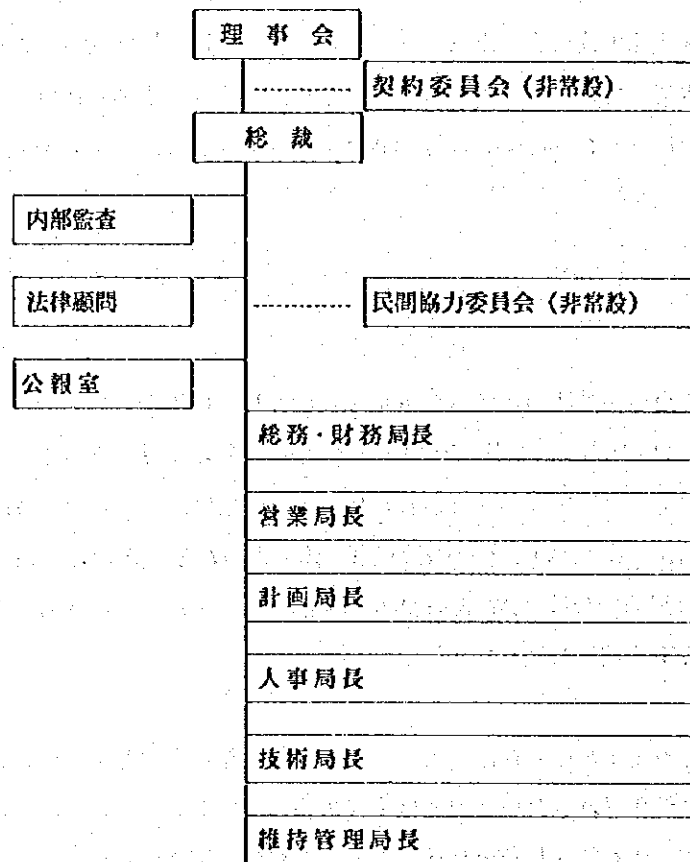 理事会
契約委員会（非常設）
総裁
内部監査
法律顧問
民間協力委員会（非常設）
公報室
総務・財務局長
営業局長
計画局長
人事局長
技術局長
維持管理局長